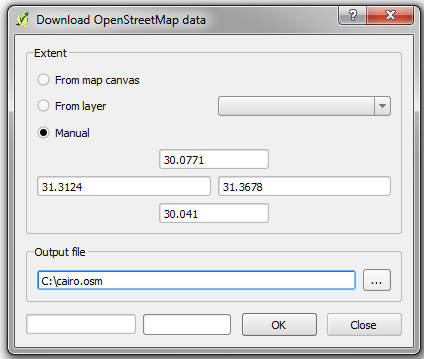 Download OpenStreetMap data
Extent
From map canvas
From layer
Manual
30.0771
31.3124
31.3678
30.041
Output file
C:\cairo.osm
...
OK
Close